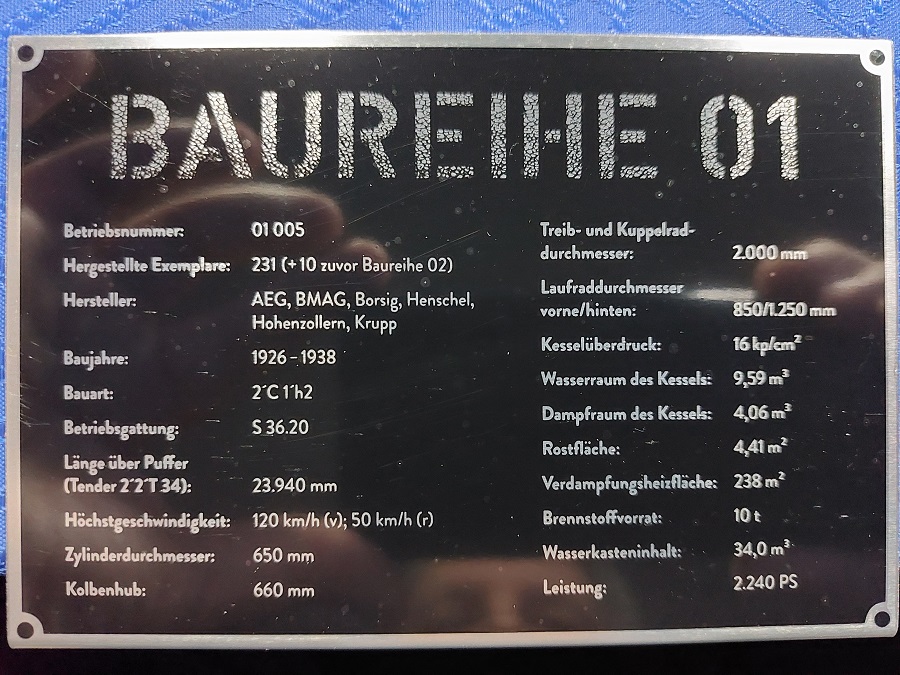 BAUREIHE 01
Betriebsnummer: 01 005
Hergestellte Exemplare: 231 (+10 zuvor Baureihe 02)
Hersteller: AEG, BMAG, Borsig, Henschel,
Hohenzollern, Krupp
Baujahre: 1926 - 1938
Bauart: 2´C 1´h2
Betriebsgattung: S 36.20
Länge über Puffer
(Tender 2´2´T 34): 23.940 mm
Höchstgeschwindigkeit: 120 km/h (v); 50 km/h (r)
Zylinderdurchmesser: 650 mm
Kolbenhub: 660 mm
Treib- und Kuppelrad-
durchmesser: 2.000 mm
Laufraddurchmesser
vorne/hinten: 850/1.250 mm
Kesselüberdruck: 16 kp/cm²
Wasserraum des Kessels: 9,59 m³
Dampfraum des Kessels: 4,06 m³
Rostfläche: 4,41 m²
Verdampfungsheizfläche: 238 m²
Brennstoffvorrat: 10 t
Wasserkasteninhalt: 34,0 m³
Leistung: 2.240 PS